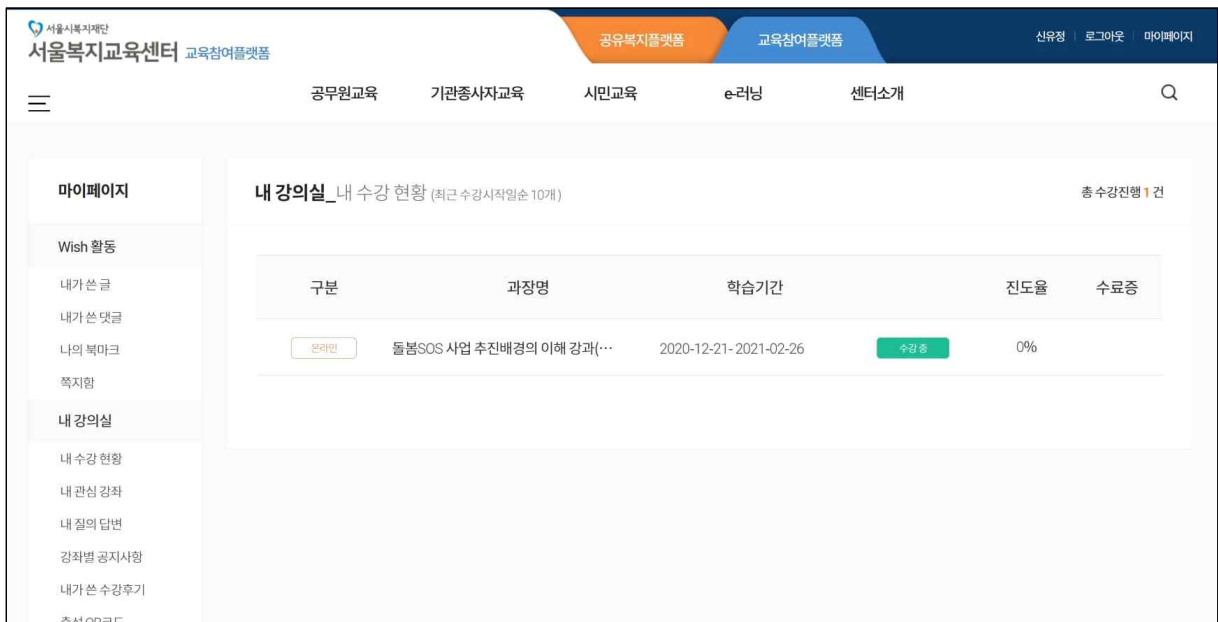 서울시복지재단
서울복지교육센터 교육참여플랫폼
공유복지플랫폼 교육참여플랫폼 신유정 로그아웃 마이페이지
공무원교육 기관종사자교육 시민교육 e-러닝 센터소개
마이페이지
Wish 활동
내가 쓴 글
내가 쓴 댓글
나의 북마크
쪽지함
내 강의실
내 수강 현황
내 관심 강좌
내 질의 답변
강좌별 공지사항
내가 쓴 수강후기
출석 QR코드
내 강의실_내 수강 현황 (최근 수강시작일순 10개)
총 수강진행 1 건
구분 과장명 학습기간 진도율 수료증
온라인 돌봄SOS 사업 추진배경의 이해 강과(… 2020-12-21 - 2021-02-26 수강 중 0%